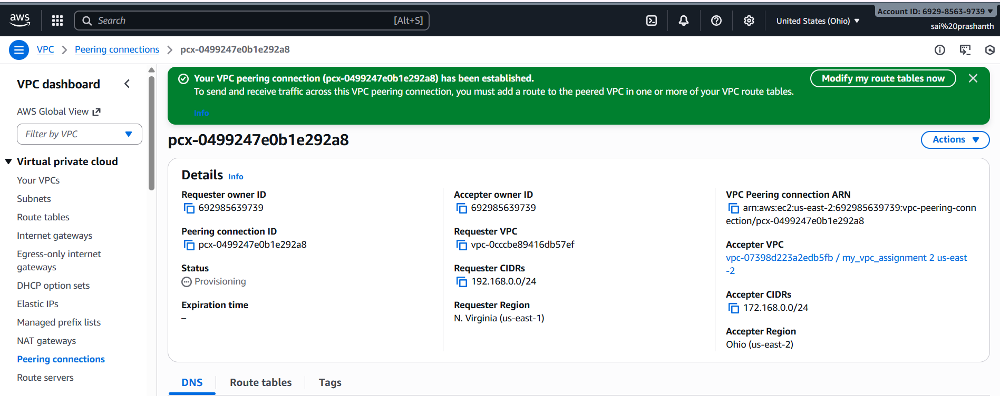 aws
Search
[Alt+S]
United States (Ohio)
Account ID: 6929-8563-9739
sai%20prashanth
VPC
Peering connections
pcx-0499247e0b1e292a8
VPC dashboard
AWS Global View
Filter by VPC
Virtual private cloud
Your VPCs
Subnets
Route tables
Internet gateways
Egress-only internet
gateways
DHCP option sets
Elastic IPs
Managed prefix lists
NAT gateways
Peering connections
Route servers
Your VPC peering connection (pcx-0499247e0b1e292a8) has been established.
To send and receive traffic across this VPC peering connection, you must add a route to the peered VPC in one or more of your VPC route tables.
Info
Modify my route tables now
pcx-0499247e0b1e292a8
Actions
Details Info
Requester owner ID
692985639739
Peering connection ID
pcx-0499247e0b1e292a8
Status
Provisioning
Expiration time
–
Accepter owner ID
692985639739
Requester VPC
vpc-0cccbe89416db57ef
Requester CIDRs
192.168.0.0/24
Requester Region
N. Virginia (us-east-1)
VPC Peering connection ARN
arn:aws:ec2:us-east-2:692985639739:vpc-peering-conn
ection/pcx-0499247e0b1e292a8
Accepter VPC
vpc-07398d223a2edb5fb / my_vpc_assignment 2 us-east
-2
Accepter CIDRs
172.168.0.0/24
Accepter Region
Ohio (us-east-2)
DNS
Route tables
Tags